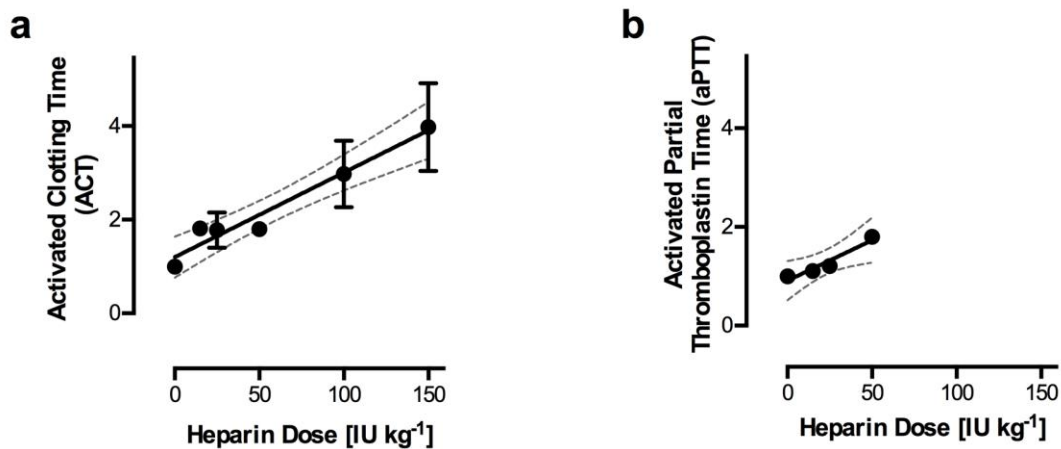 a
Activated Clotting Time
(ACT)
4
2
0
0 50 100 150
Heparin Dose [IU kg⁻¹]
b
Activated Partial
Thromboplastin Time (aPTT)
4
2
0
0 50 100 150
Heparin Dose [IU kg⁻¹]